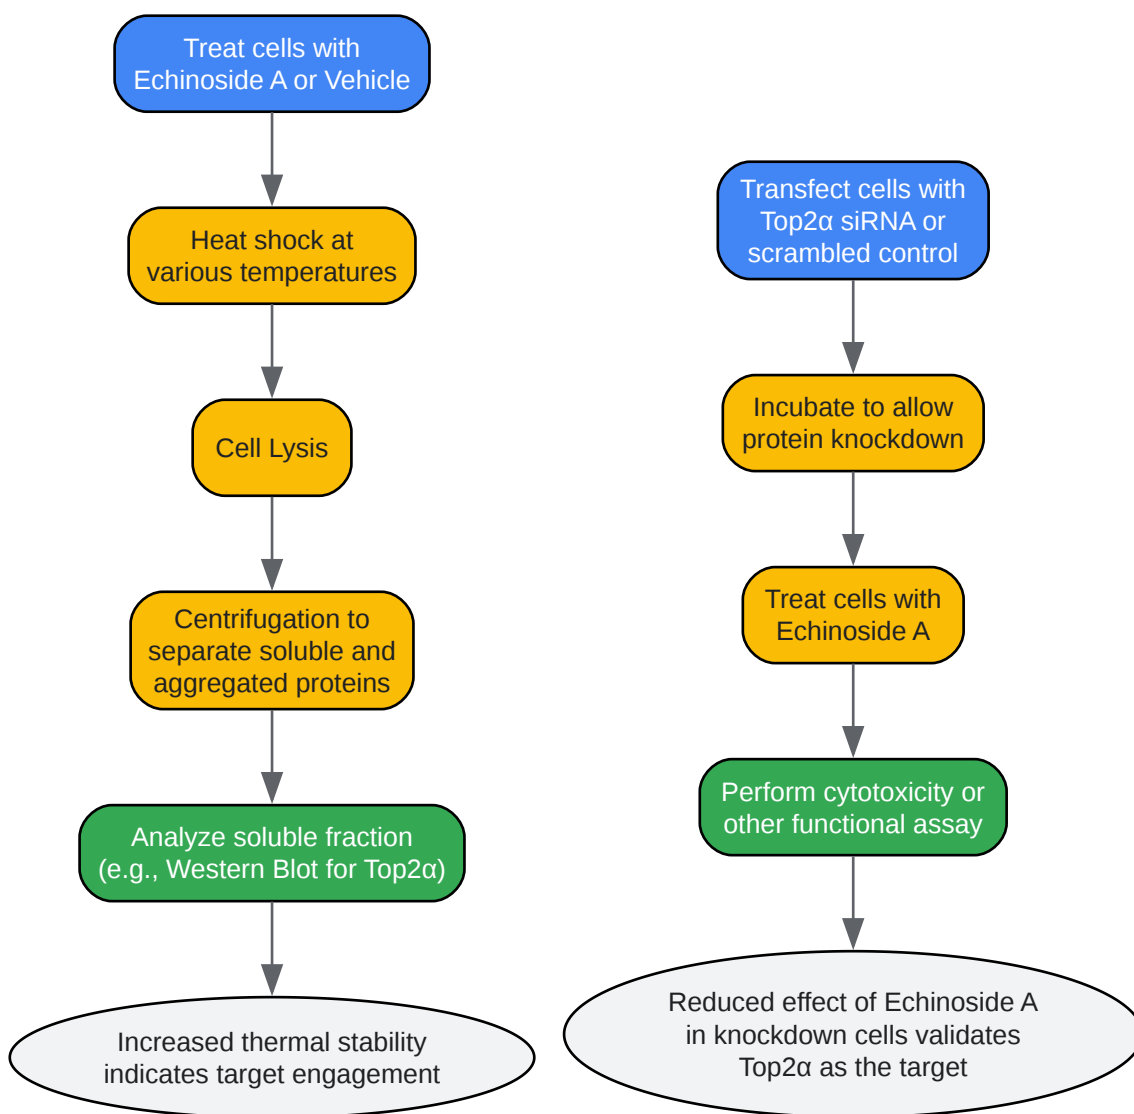 Treat cells with
Echinoside A or Vehicle
Heat shock at
various temperatures
Cell Lysis
Centrifugation to
separate soluble and
aggregated proteins
Analyze soluble fraction
(e.g., Western Blot for Top2α)
Increased thermal stability
indicates target engagement
Transfect cells with
Top2α siRNA or
scrambled control
Incubate to allow
protein knockdown
Treat cells with
Echinoside A
Perform cytotoxicity or
other functional assay
Reduced effect of Echinoside A
in knockdown cells validates
Top2α as the target